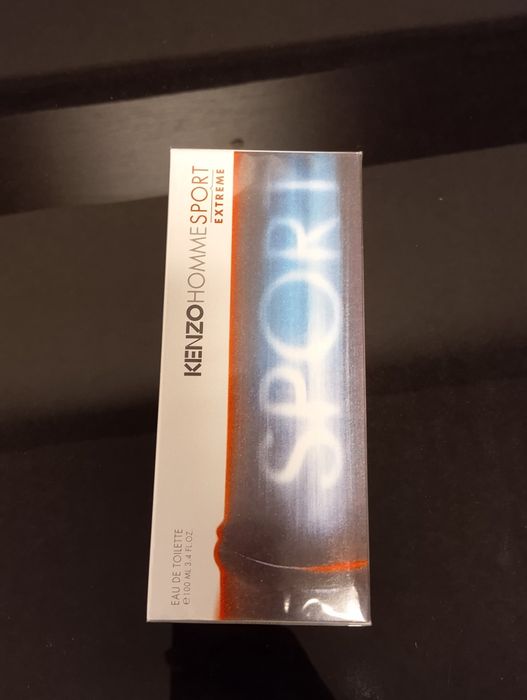 KENZOHOMMESPORT
EXTREME
SPORT
EAU DE TOILETTE
℮100 ML 3.4 FL.OZ.